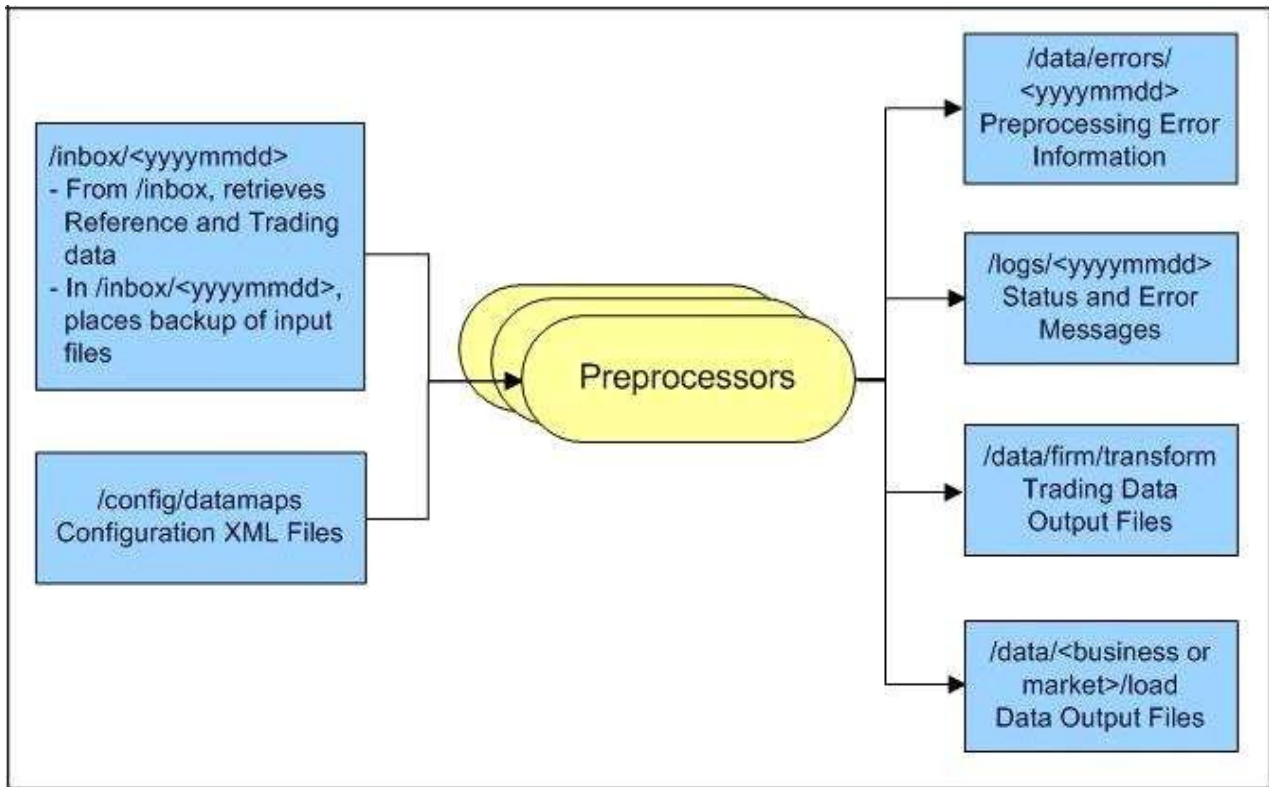 /inbox/<yyyymmdd>
- From /inbox, retrieves
Reference and Trading
data
- In /inbox/<yyyymmdd>,
places backup of input
files
/config/datamaps
Configuration XML Files
Preprocessors
/data/errors/
<yyyymmdd>
Preprocessing Error
Information
/logs/<yyyymmdd>
Status and Error
Messages
/data/firm/transform
Trading Data
Output Files
/data/<business or
market>/load
Data Output Files